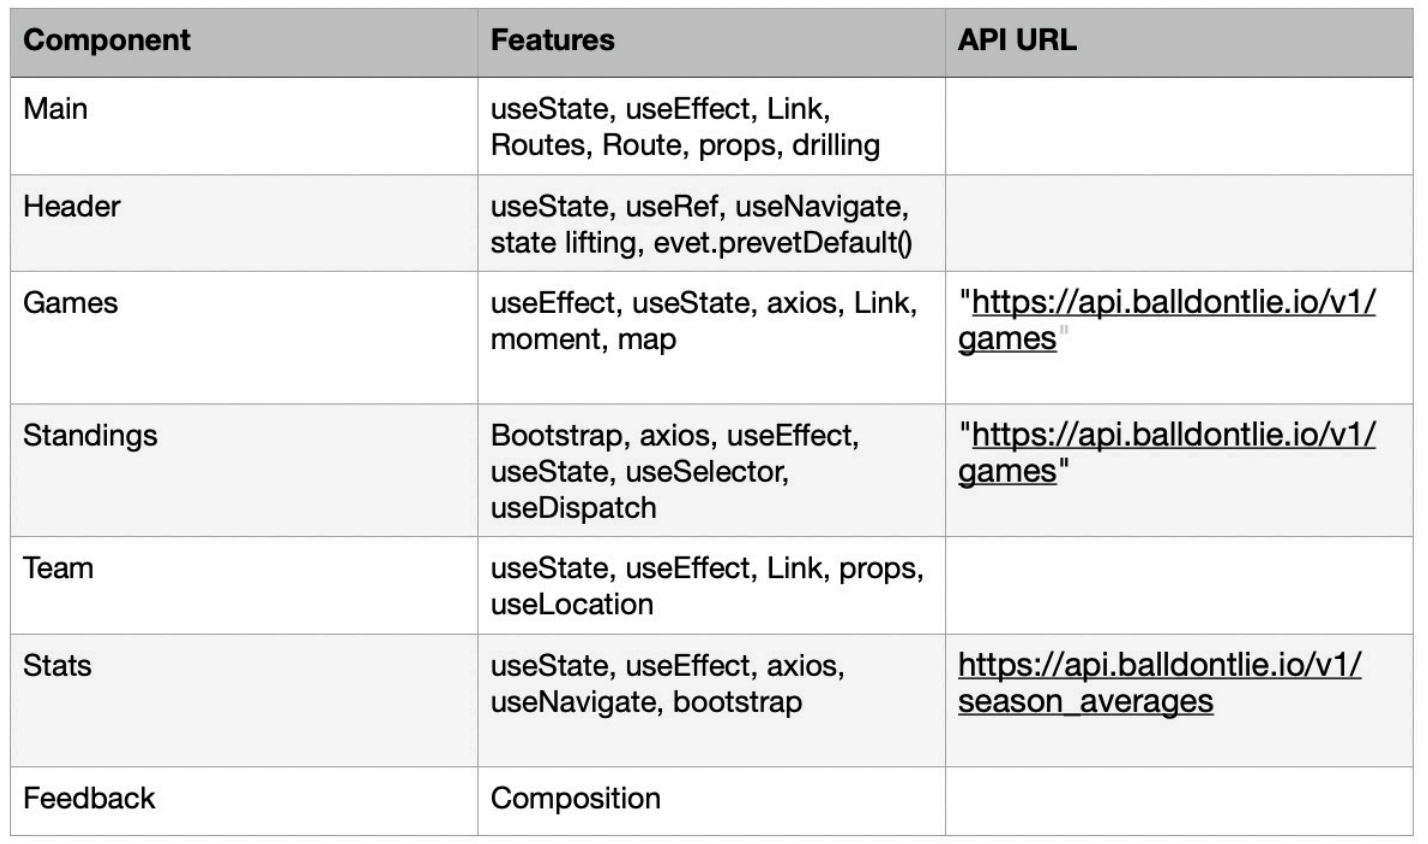 Component Features API URL
Main useState, useEffect, Link,
Routes, Route, props, drilling
Header useState, useRef, useNavigate,
state lifting, evet.prevetDefault()
Games useEffect, useState, axios, Link, "https://api.balldontlie.io/v1/
moment, map games"
Standings Bootstrap, axios, useEffect, "https://api.balldontlie.io/v1/
useState, useSelector, games"
useDispatch
Team useState, useEffect, Link, props,
useLocation
Stats useState, useEffect, axios, https://api.balldontlie.io/v1/
useNavigate, bootstrap season_averages
Feedback Composition